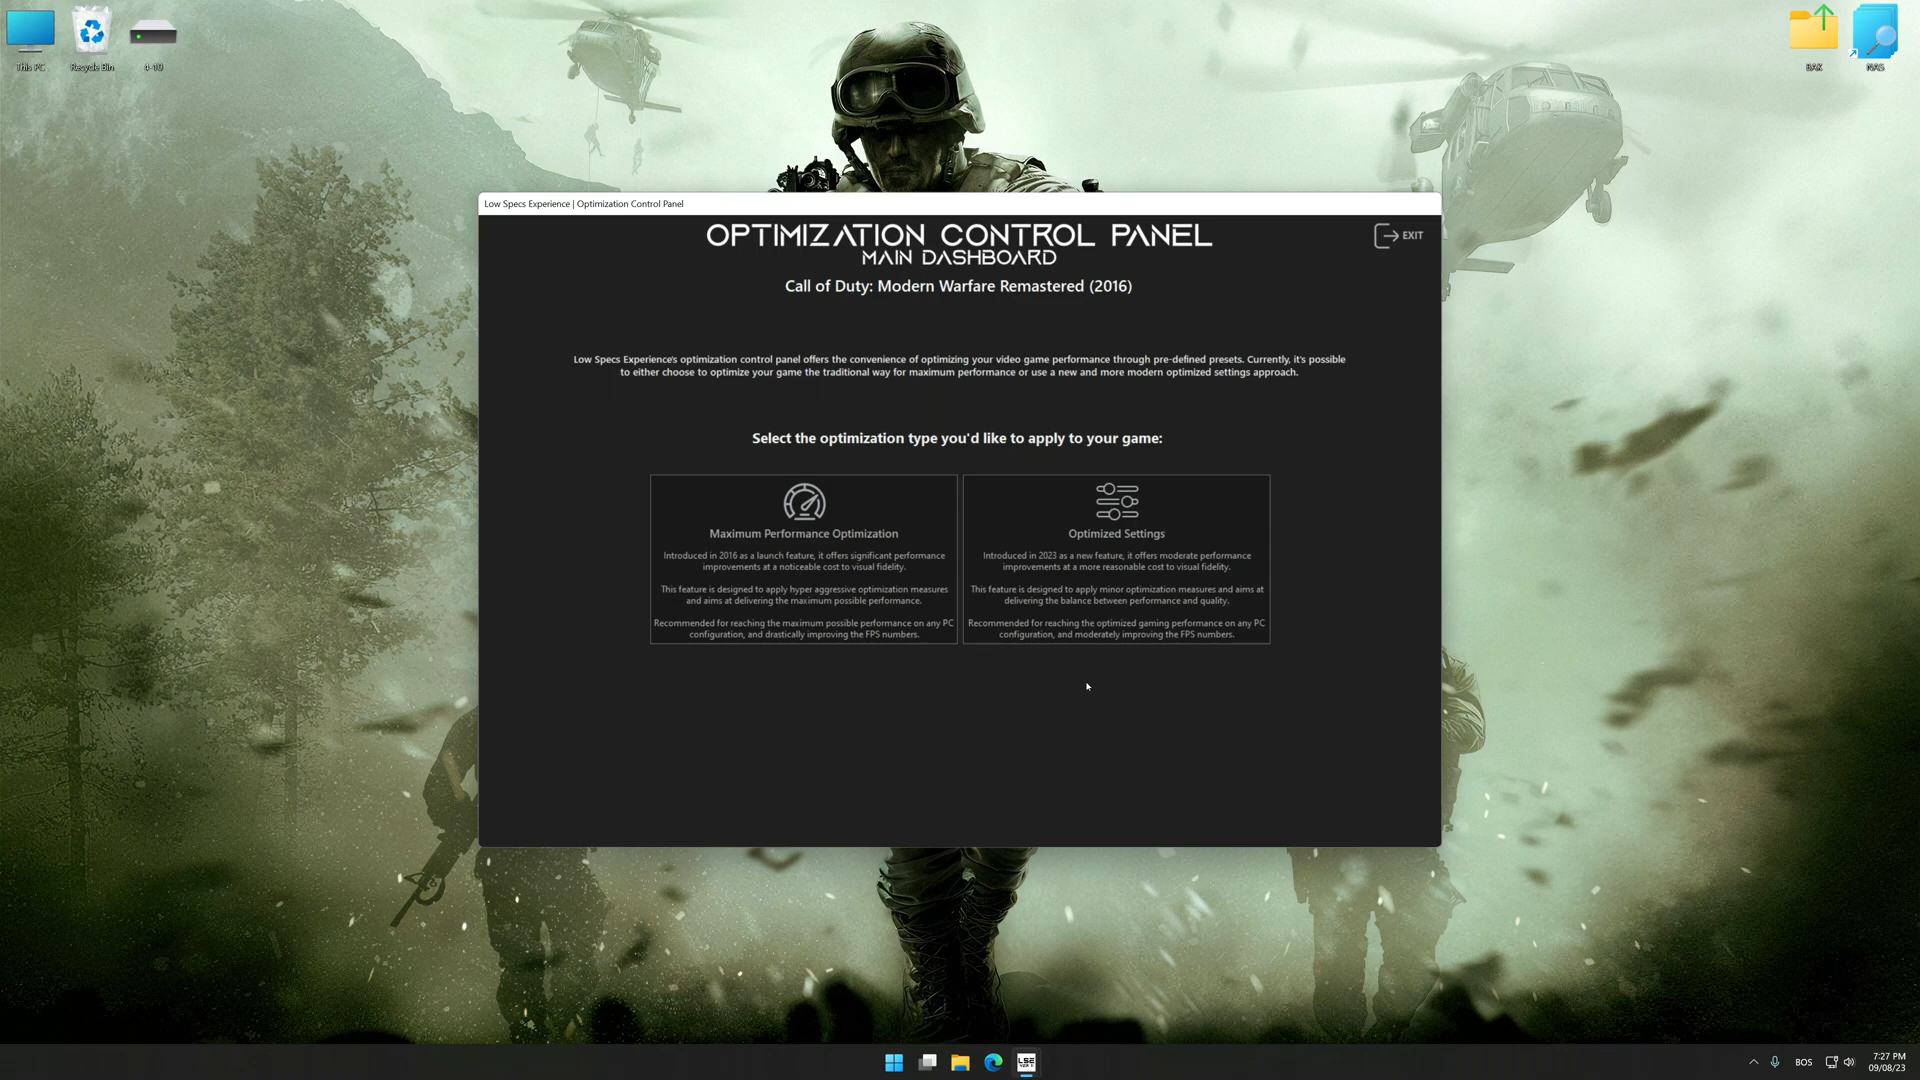 This PC
Recycle Bin
4-10
BAK
NAS
Low Specs Experience | Optimization Control Panel
OPTIMIZATION CONTROL PANEL
EXIT
MAIN DASHBOARD
Call of Duty: Modern Warfare Remastered (2016)
Low Specs Experience's optimization control panel offers the convenience of optimizing your video game performance through pre-defined presets. Currently, it's possible
to either choose to optimize your game the traditional way for maximum performance or use a new and more modern optimized settings approach.
Select the optimization type you'd like to apply to your game:
Maximum Performance Optimization
Introduced in 2016 as a launch feature, it offers significant performance
improvements at a noticeable cost to visual fidelity.
This feature is designed to apply hyper aggressive optimization measures
and aims at delivering the maximum possible performance.
Recommended for reaching the maximum possible performance on any PC
configuration, and drastically improving the FPS numbers.
Optimized Settings
Introduced in 2023 as a new feature, it offers moderate performance
improvements at a more reasonable cost to visual fidelity.
This feature is designed to apply minor optimization measures and aims at
delivering the balance between performance and quality.
Recommended for reaching the optimized gaming performance on any PC
configuration, and moderately improving the FPS numbers.
LSE
BOS
7:27 PM
09/08/23